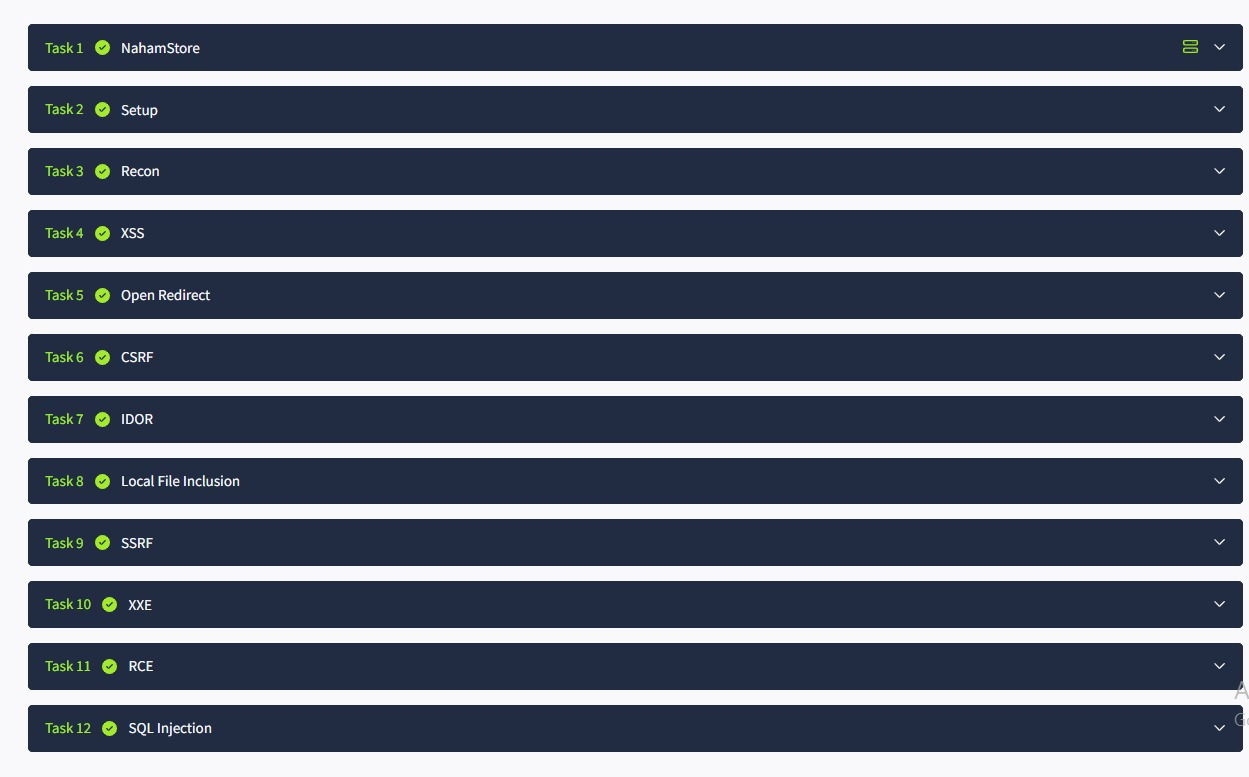 Task 1 NahamStore
Task 2 Setup
Task 3 Recon
Task 4 XSS
Task 5 Open Redirect
Task 6 CSRF
Task 7 IDOR
Task 8 Local File Inclusion
Task 9 SSRF
Task 10 XXE
Task 11 RCE
Task 12 SQL Injection